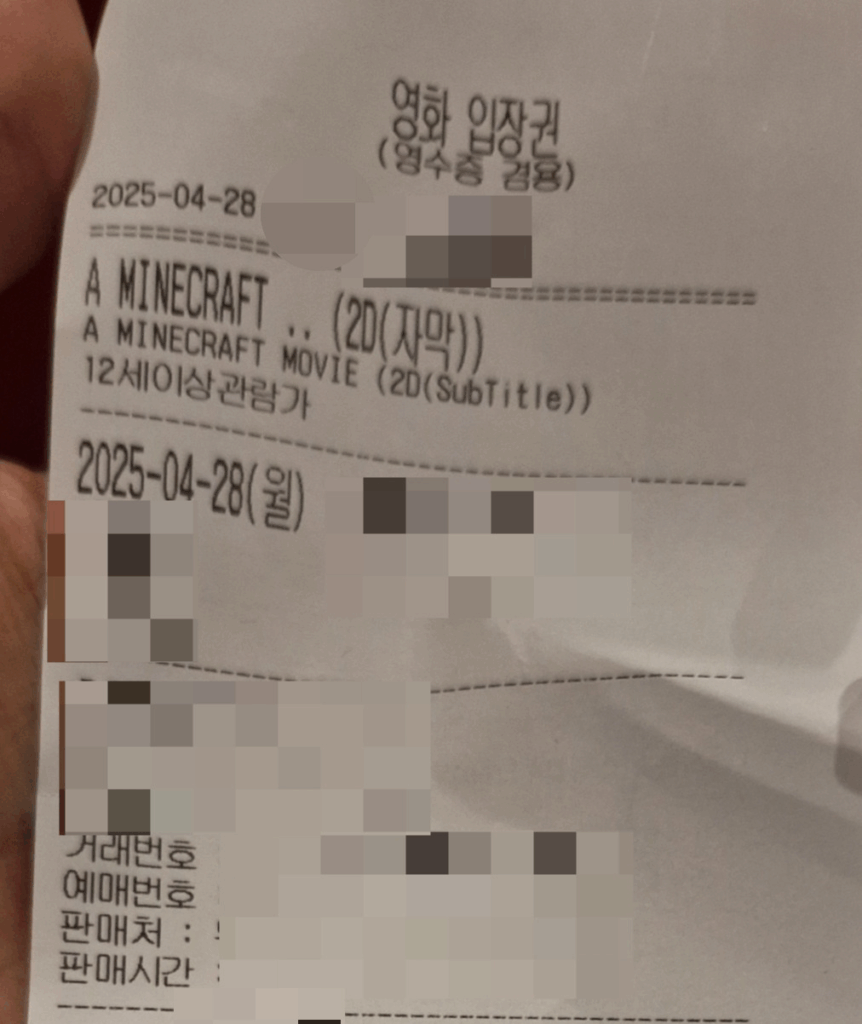 영화 입장권
(영수증 겸용)
2025-04-28
=====================================
A MINECRAFT .. (2D(자막))
A MINECRAFT MOVIE (2D(SubTitle))
12세이상관람가
2025-04-28(월)
거래번호
예매번호
판매처 :
판매시간 :